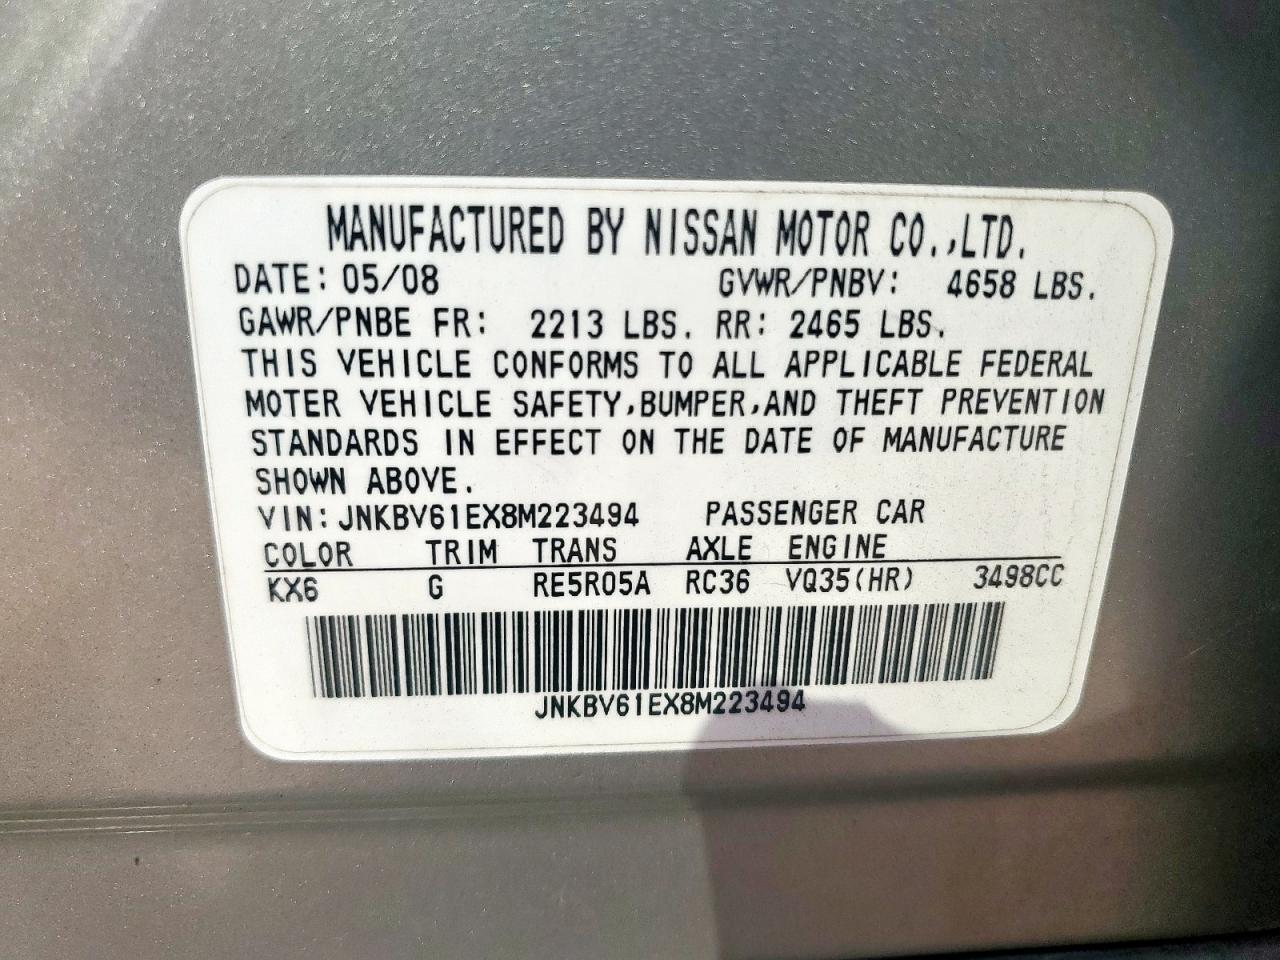 MANUFACTURED BY NISSAN MOTOR CO.,LTD.
DATE: 05/08 GVWR/PNBV: 4658 LBS.
GAWR/PNBE FR: 2213 LBS. RR: 2465 LBS.
THIS VEHICLE CONFORMS TO ALL APPLICABLE FEDERAL
MOTER VEHICLE SAFETY,BUMPER,AND THEFT PREVENTION
STANDARDS IN EFFECT ON THE DATE OF MANUFACTURE
SHOWN ABOVE.
VIN: JNKBV61EX8M223494 PASSENGER CAR
COLOR TRIM TRANS AXLE ENGINE
KX6 G RE5R05A RC36 VQ35(HR) 3498CC
JNKBV61EX8M223494